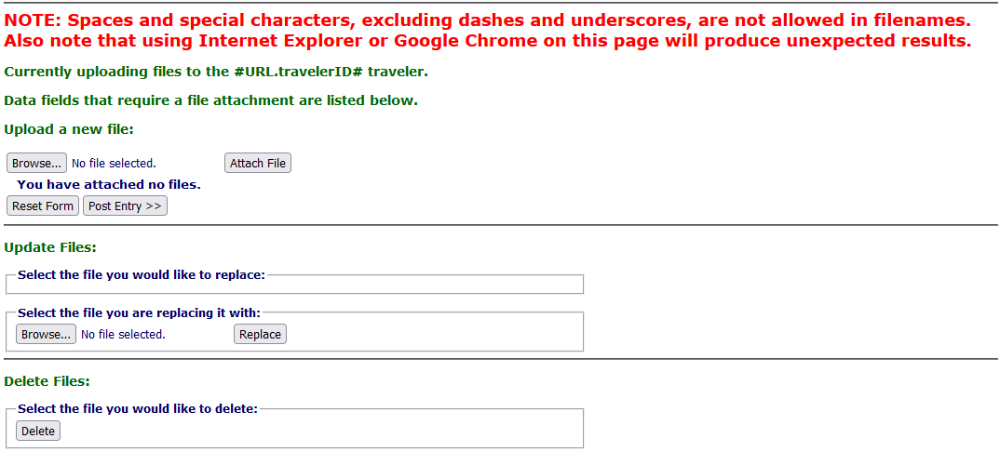 NOTE: Spaces and special characters, excluding dashes and underscores, are not allowed in filenames.
Also note that using Internet Explorer or Google Chrome on this page will produce unexpected results.
Currently uploading files to the #URL.travelerID# traveler.
Data fields that require a file attachment are listed below.
Upload a new file:
Browse... No file selected. Attach File
You have attached no files.
Reset Form Post Entry >>
Update Files:
Select the file you would like to replace:
Select the file you are replacing it with:
Browse... No file selected. Replace
Delete Files:
Select the file you would like to delete:
Delete